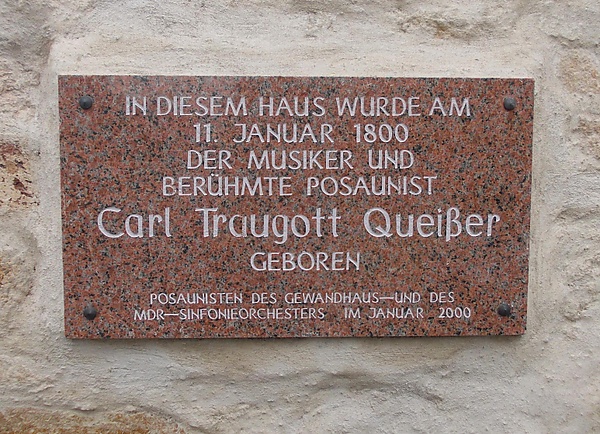 IN DIESEM HAUS WURDE AM
11. JANUAR 1800
DER MUSIKER UND
BERÜHMTE POSAUNIST
Carl Traugott Queißer
GEBOREN
POSAUNISTEN DES GEWANDHAUS—UND DES
MDR—SINFONIEORCHESTERS IM JANUAR 2000